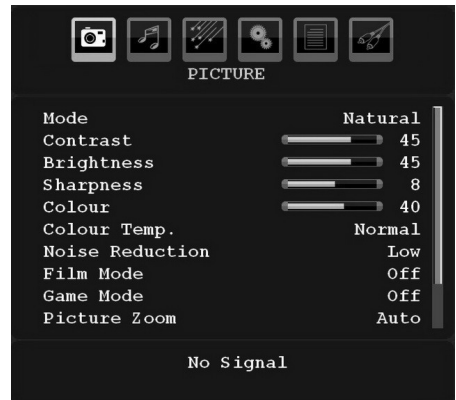 PICTURE
Mode Natural
Contrast 45
Brightness 45
Sharpness 8
Colour 40
Colour Temp. Normal
Noise Reduction Low
Film Mode Off
Game Mode Off
Picture Zoom Auto
No Signal